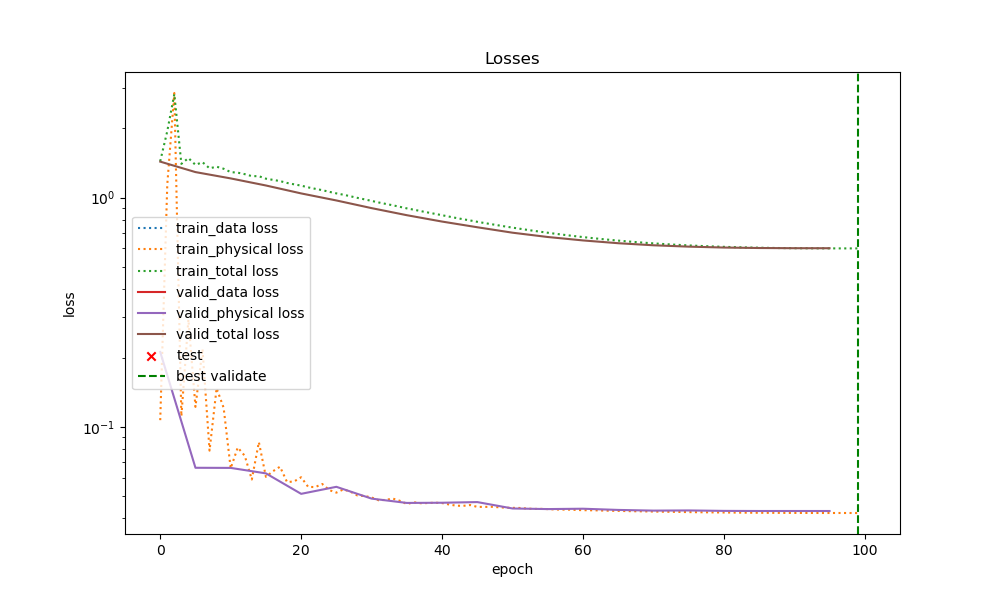 Losses
10⁰
10⁻¹
loss
train_data loss
train_physical loss
train_total loss
valid_data loss
valid_physical loss
valid_total loss
test
best validate
0 20 40 60 80 100
epoch